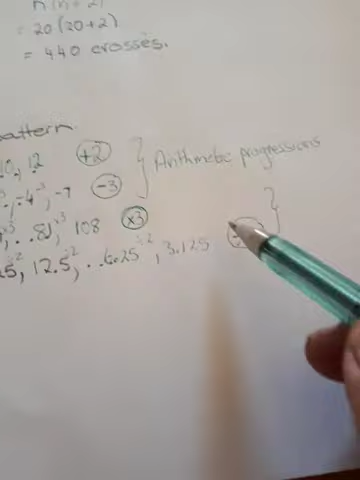 n(n+2)
= 20(20+2)
= 440 crosses.
pattern
10, 12 +2 Arithmetic progressions
-4, -7 -3
..81, 108 ×3
25, 12.5, ..6.25, 3.125